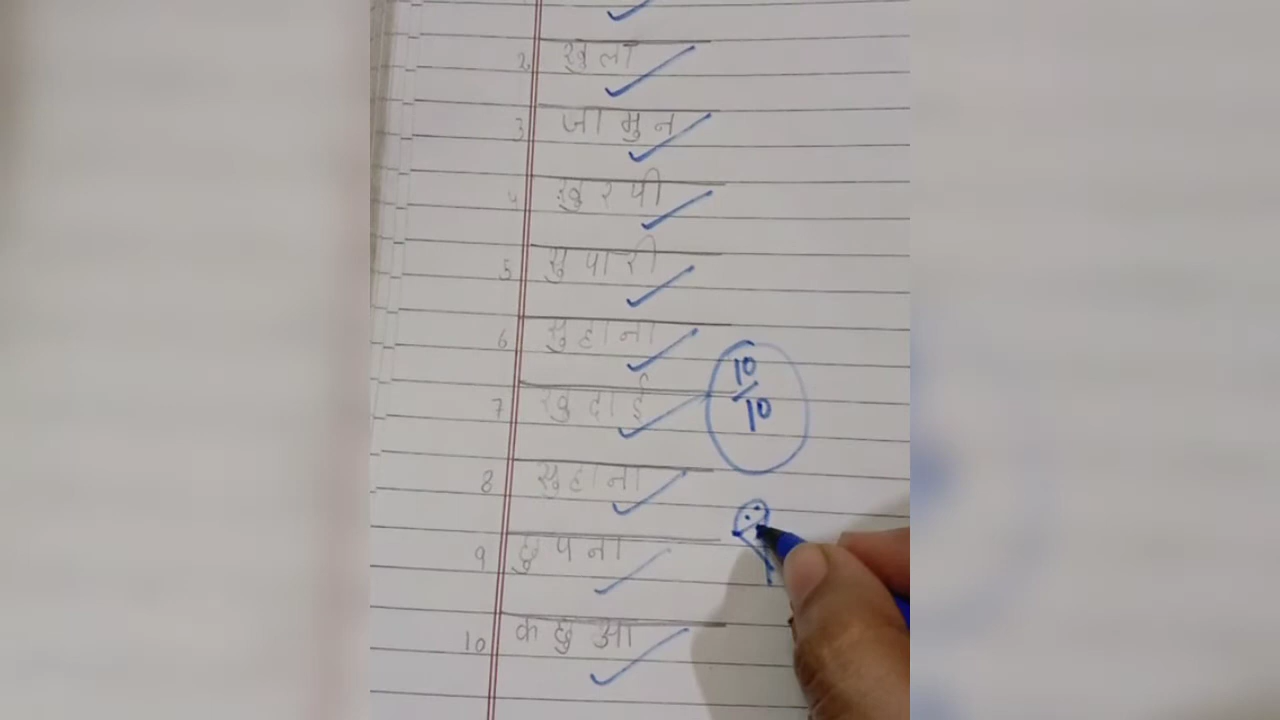 2 खुला
3 जामुन
4 खुरपी
5 सुपारी
6 सुहाना
7 खुदाई
10/10
8 सुहाना
9 छुपना
10 कछुआ